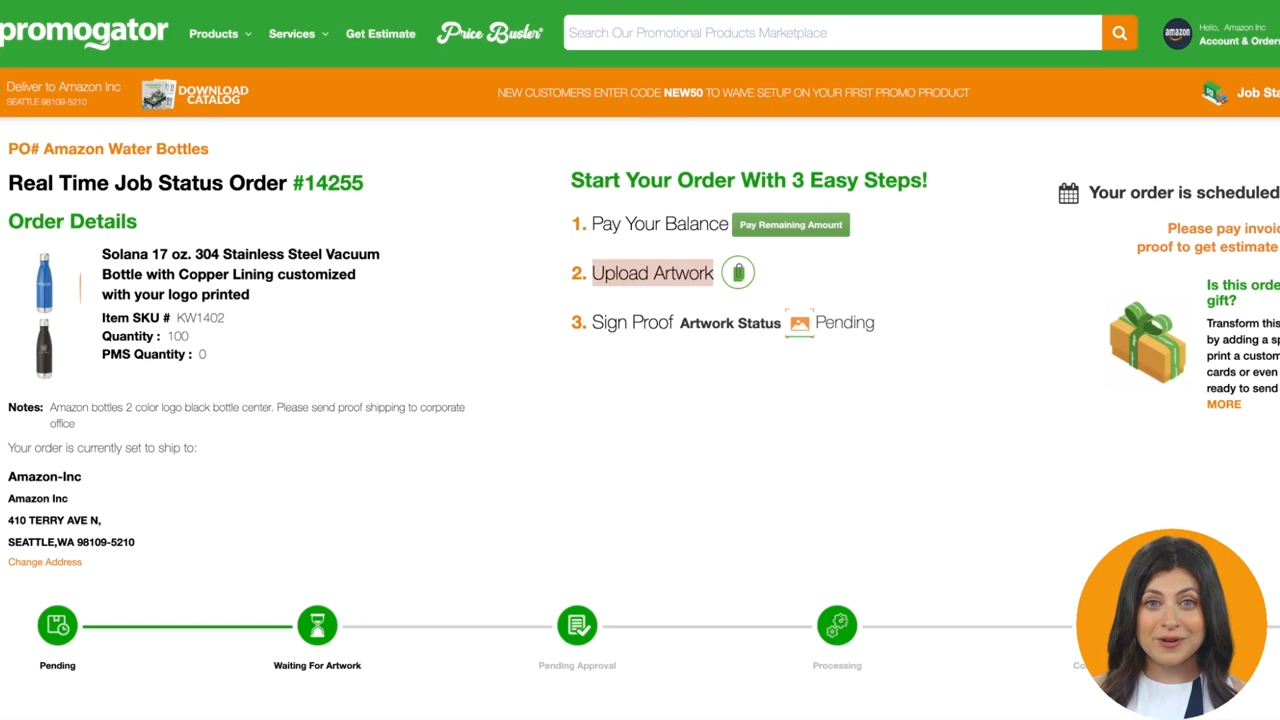 promogator
Products
Services
Get Estimate
Price Buster
Search Our Promotional Products Marketplace
amazon
Hello, Amazon Inc
Account & Orders
Deliver to Amazon Inc
SEATTLE 98109-5210
DOWNLOAD
CATALOG
NEW CUSTOMERS ENTER CODE NEW50 TO WAIVE SETUP ON YOUR FIRST PROMO PRODUCT
Job Sta
PO# Amazon Water Bottles
Real Time Job Status Order #14255
Order Details
Solana 17 oz. 304 Stainless Steel Vacuum
Bottle with Copper Lining customized
with your logo printed
Item SKU # KW1402
Quantity : 100
PMS Quantity : 0
Notes: Amazon bottles 2 color logo black bottle center. Please send proof shipping to corporate
office
Your order is currently set to ship to:
Amazon-Inc
Amazon Inc
410 TERRY AVE N,
SEATTLE,WA 98109-5210
Change Address
Start Your Order With 3 Easy Steps!
1. Pay Your Balance Pay Remaining Amount
2. Upload Artwork
3. Sign Proof Artwork Status Pending
Your order is scheduled
Please pay invoi
proof to get estimate
Is this orde
gift?
Transform this
by adding a sp
print a custom
cards or even
ready to send
MORE
Pending
Waiting For Artwork
Pending Approval
Processing
Co